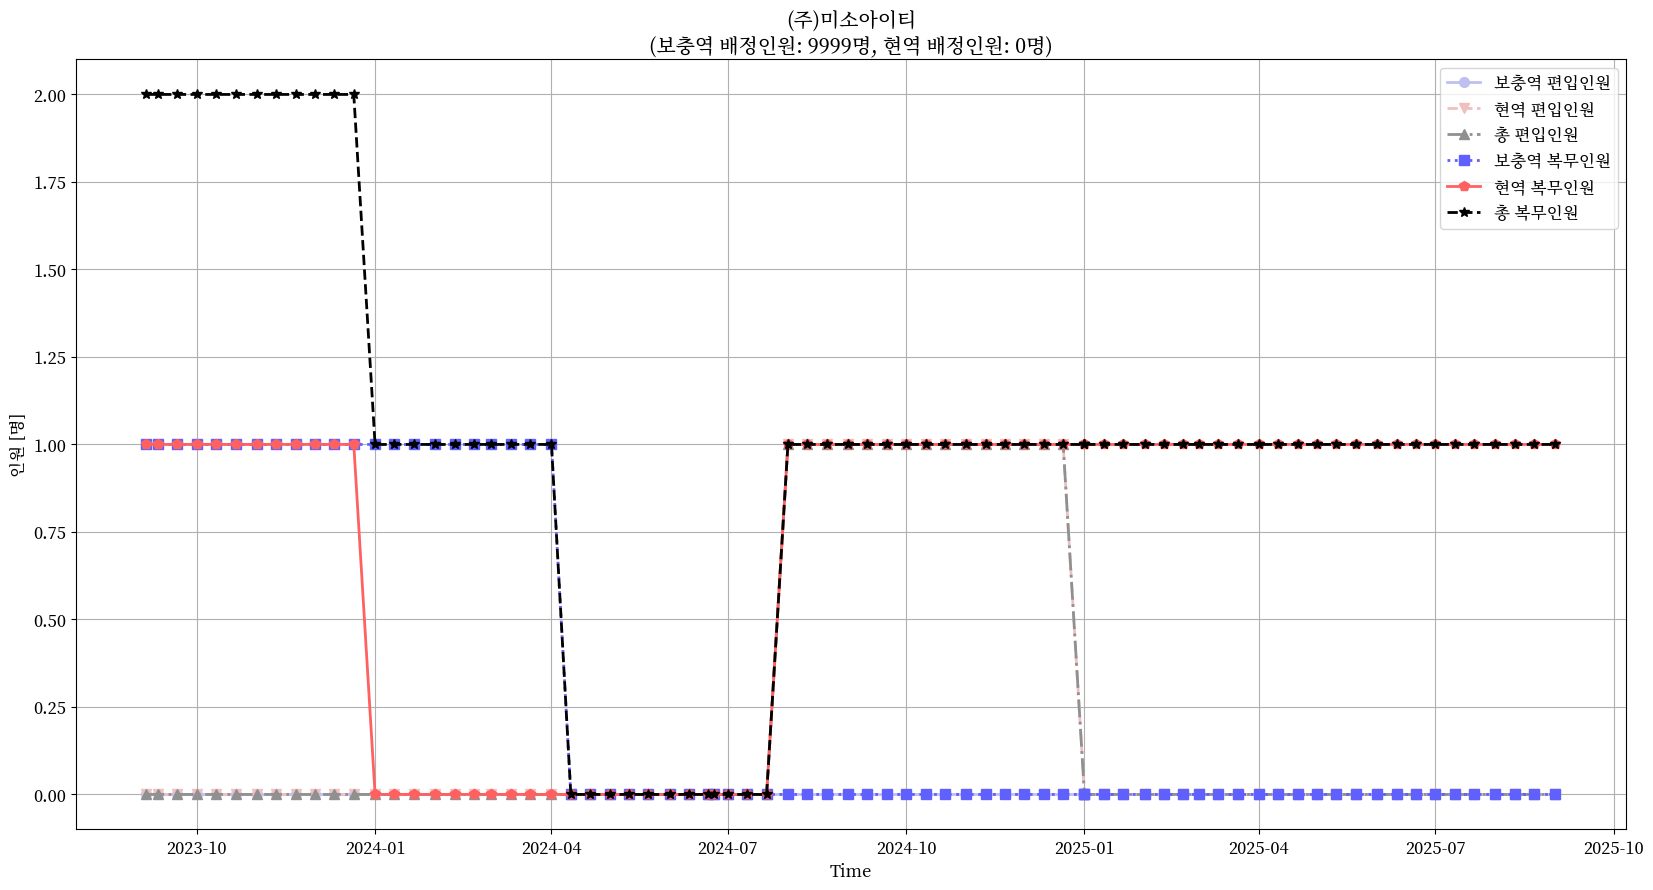 (주)미소아이티
(보충역 배정인원: 9999명, 현역 배정인원: 0명)
보충역 편입인원
현역 편입인원
총 편입인원
보충역 복무인원
현역 복무인원
총 복무인원
인원 [명]
2.00
1.75
1.50
1.25
1.00
0.75
0.50
0.25
0.00
2023-10
2024-01
2024-04
2024-07
2024-10
2025-01
2025-04
2025-07
2025-10
Time